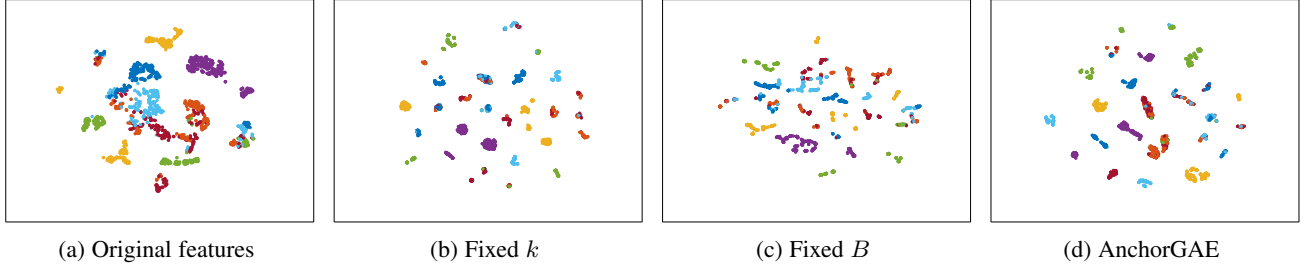 (a) Original features
(b) Fixed k
(c) Fixed B
(d) AnchorGAE